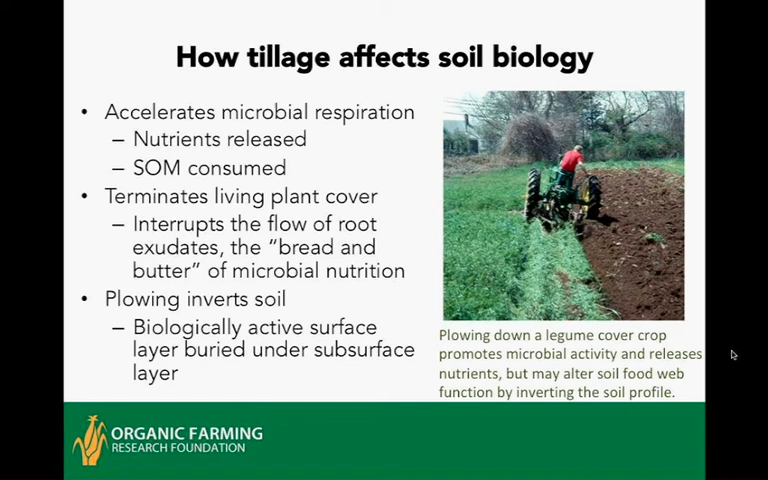 How tillage affects soil biology
• Accelerates microbial respiration
– Nutrients released
– SOM consumed
• Terminates living plant cover
– Interrupts the flow of root
exudates, the “bread and
butter” of microbial nutrition
• Plowing inverts soil
– Biologically active surface
layer buried under subsurface
layer
Plowing down a legume cover crop
promotes microbial activity and releases
nutrients, but may alter soil food web
function by inverting the soil profile.
ORGANIC FARMING
RESEARCH FOUNDATION